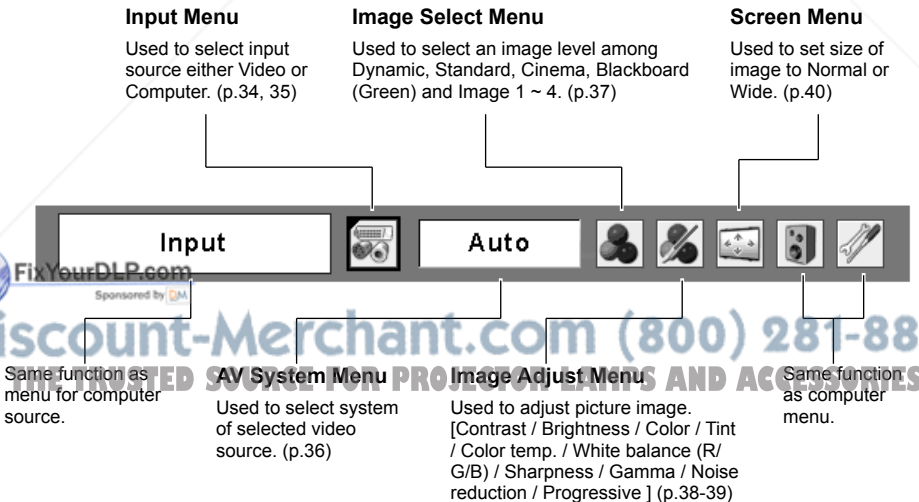 Input Menu
Used to select input
source either Video or
Computer. (p.34, 35)
Image Select Menu
Used to select an image level among
Dynamic, Standard, Cinema, Blackboard
(Green) and Image 1 ~ 4. (p.37)
Screen Menu
Used to set size of
image to Normal or
Wide. (p.40)
Input
Auto
FixYourDLP.com
Sponsored by DM
iscount-Merchant.com (800) 281-88
THE TRUSTED SOURCE FOR PROJECTOR LAMPS AND ACCESSORIES
Same function as
menu for computer
source.
AV System Menu
Used to select system
of selected video
source. (p.36)
Image Adjust Menu
Used to adjust picture image.
[Contrast / Brightness / Color / Tint
/ Color temp. / White balance (R/
G/B) / Sharpness / Gamma / Noise
reduction / Progressive ] (p.38-39)
Same function
as computer
menu.